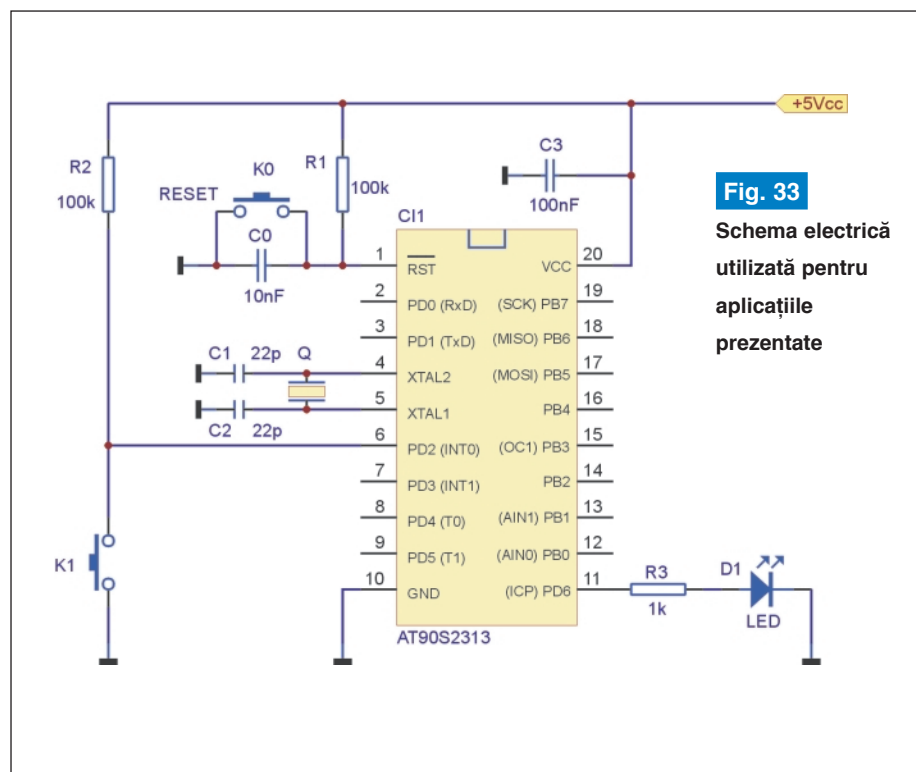 +5Vcc
R2
100k
RESET
K0
C0
10nF
R1
100k
C3
100nF
Fig. 33
Schema electrică
utilizată pentru
aplicațiile
prezentate
CI1
1 RST
2 PD0 (RxD)
3 PD1 (TxD)
4 XTAL2
5 XTAL1
6 PD2 (INT0)
7 PD3 (INT1)
8 PD4 (T0)
9 PD5 (T1)
10 GND
VCC 20
(SCK) PB7 19
(MISO) PB6 18
(MOSI) PB5 17
PB4 16
(OC1) PB3 15
PB2 14
(AIN1) PB1 13
(AIN0) PB0 12
(ICP) PD6 11
AT90S2313
C1 22p
Q
C2 22p
K1
R3
1k
D1
LED